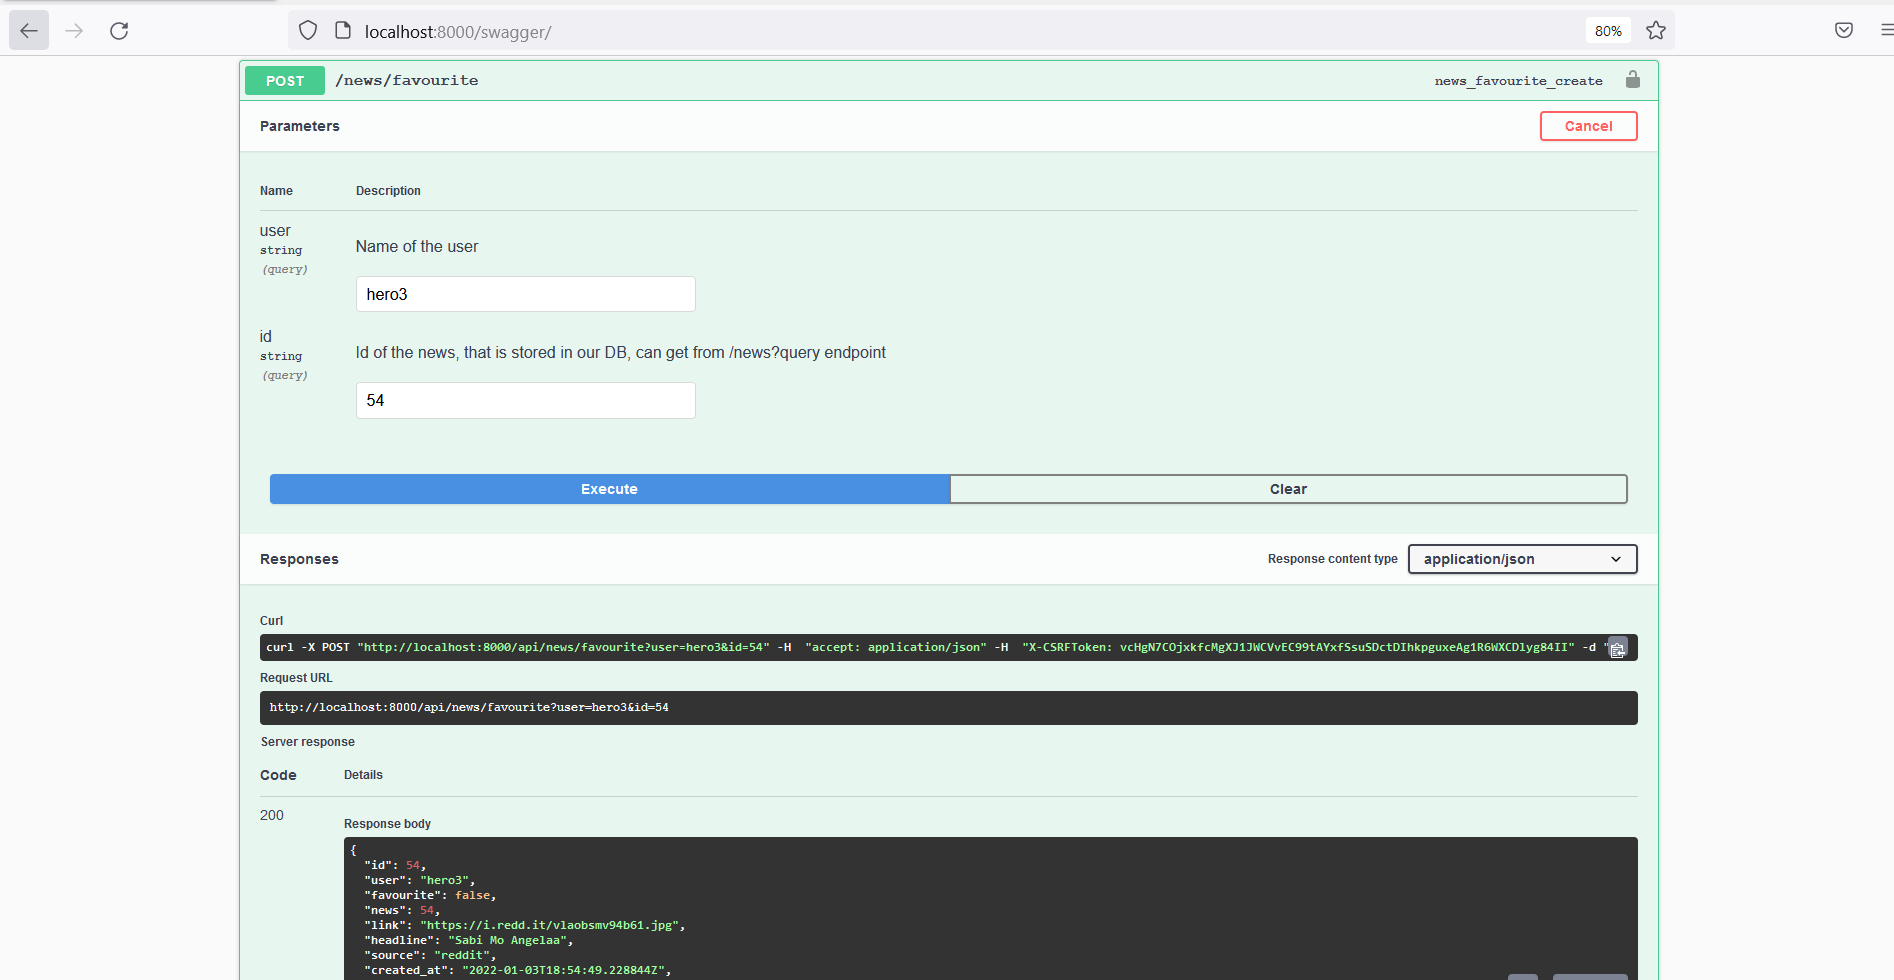 localhost:8000/swagger/
80%
POST /news/favourite news_favourite_create
Parameters Cancel
Name Description
user
string
(query)
Name of the user
hero3
id
string
(query)
Id of the news, that is stored in our DB, can get from /news?query endpoint
54
Execute Clear
Responses Response content type application/json
Curl
curl -X POST "http://localhost:8000/api/news/favourite?user=hero3&id=54" -H  "accept: application/json" -H  "X-CSRFToken: vcHgN7COjxkfcMgXJ1JWCVvEC99tAYxfSsuSDctDIhkpguxeAg1R6WXCDlyg84II" -d "
Request URL
http://localhost:8000/api/news/favourite?user=hero3&id=54
Server response
Code Details
200
Response body
{
"id": 54,
"user": "hero3",
"favourite": false,
"news": 54,
"link": "https://i.redd.it/vlaobsmv94b61.jpg",
"headline": "Sabi Mo Angelaa",
"source": "reddit",
"created_at": "2022-01-03T18:54:49.228844Z",